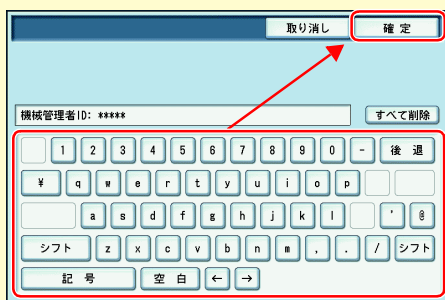 取り消し 確 定
機械管理者ID: ***** すべて削除
1 2 3 4 5 6 7 8 9 0 - 後 退
¥ q w e r t y u i o p
a s d f g h j k l ' @
シフト z x c v b n m , . / シフト
記 号 空 白 ← →